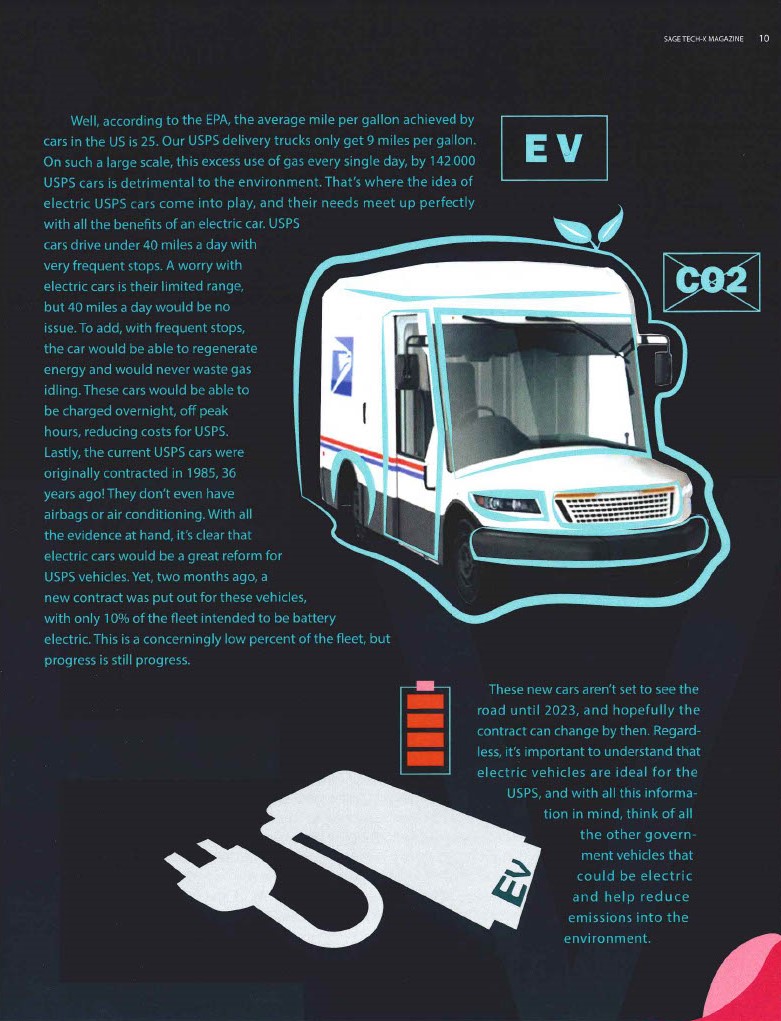 SAGE TECH-X MAGAZINE 10
Well, according to the EPA, the average mile per gallon achieved by
cars in the US is 25. Our USPS delivery trucks only get 9 miles per gallon.
On such a large scale, this excess use of gas every single day, by 142 000
USPS cars is detrimental to the environment. That's where the idea of
electric USPS cars come into play, and their needs meet up perfectly
with all the benefits of an electric car. USPS
cars drive under 40 miles a day with
very frequent stops. A worry with
electric cars is their limited range,
but 40 miles a day would be no
issue. To add, with frequent stops,
the car would be able to regenerate
energy and would never waste gas
idling. These cars would be able to
be charged overnight, off peak
hours, reducing costs for USPS.
Lastly, the current USPS cars were
originally contracted in 1985, 36
years ago! They don't even have
airbags or air conditioning. With all
the evidence at hand, it's clear that
electric cars would be a great reform for
USPS vehicles. Yet, two months ago, a
new contract was put out for these vehicles,
with only 10% of the fleet intended to be battery
electric. This is a concerningly low percent of the fleet, but
progress is still progress.
EV
CO2
These new cars aren't set to see the
road until 2023, and hopefully the
contract can change by then. Regard-
less, it's important to understand that
electric vehicles are ideal for the
USPS, and with all this informa-
tion in mind, think of all
the other govern-
ment vehicles that
could be electric
and help reduce
emissions into the
environment.
EV